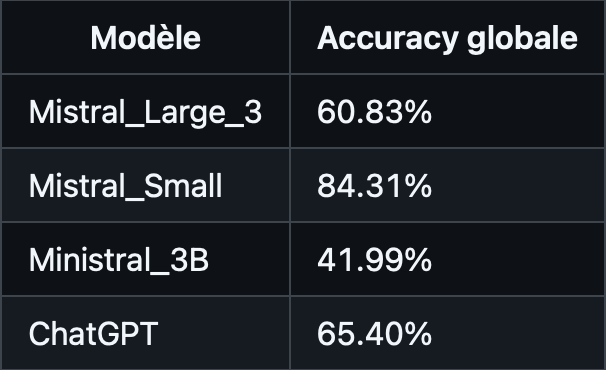 Modèle Accuracy globale
Mistral_Large_3 60.83%
Mistral_Small 84.31%
Ministral_3B 41.99%
ChatGPT 65.40%